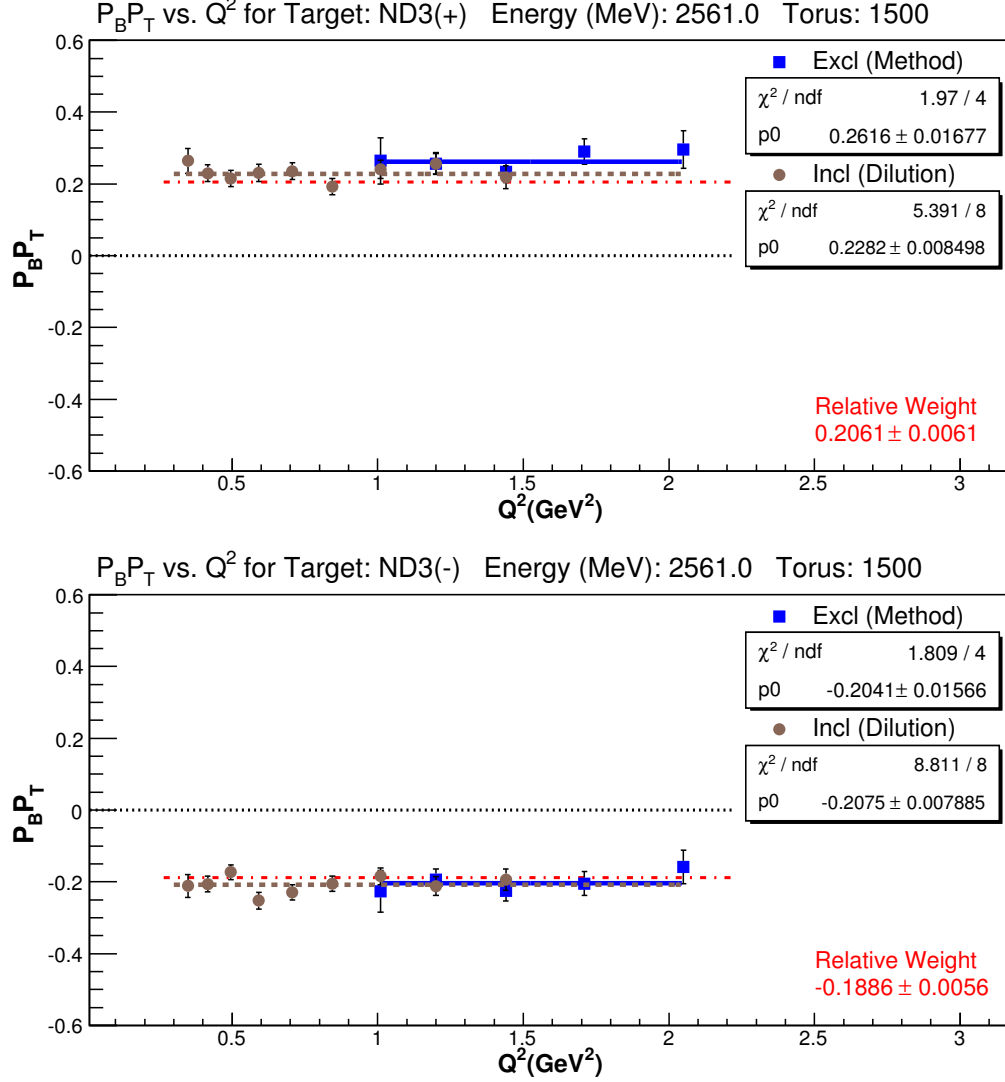 P_BP_T vs. Q^2 for Target: ND3(+) Energy (MeV): 2561.0 Torus: 1500
Excl (Method)
χ^2 / ndf 1.97 / 4
p0 0.2616 ± 0.01677
Incl (Dilution)
χ^2 / ndf 5.391 / 8
p0 0.2282 ± 0.008498
P_BP_T
0.6
0.4
0.2
0
-0.2
-0.4
-0.6
Relative Weight
0.2061 ± 0.0061
0.5 1 1.5 2 2.5 3
Q^2(GeV^2)
P_BP_T vs. Q^2 for Target: ND3(-) Energy (MeV): 2561.0 Torus: 1500
Excl (Method)
χ^2 / ndf 1.809 / 4
p0 -0.2041 ± 0.01566
Incl (Dilution)
χ^2 / ndf 8.811 / 8
p0 -0.2075 ± 0.007885
P_BP_T
0.6
0.4
0.2
0
-0.2
-0.4
-0.6
Relative Weight
-0.1886 ± 0.0056
0.5 1 1.5 2 2.5 3
Q^2(GeV^2)